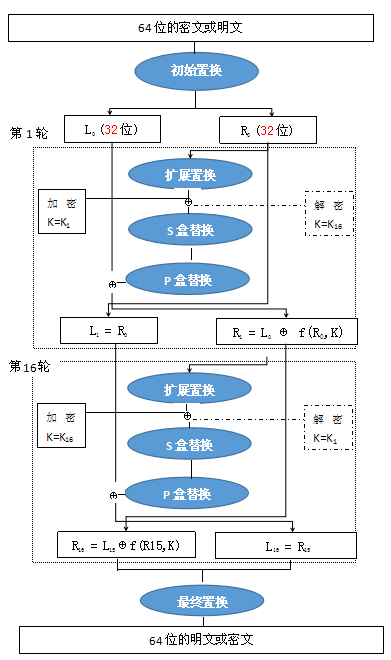 64位的密文或明文
初始置换
L₀(32位)
R₀(32位)
第1轮
扩展置换
加 密
K=K₁
⊕
解 密
K=K₁₆
S盒替换
P盒替换
⊕
L₁ = R₀
R₁ = L₀ ⊕ f(R₀,K)
第16轮
扩展置换
加 密
K=K₁₆
⊕
解 密
K=K₁
S盒替换
P盒替换
⊕
R₁₆ = L₁₅⊕f(R15,K)
L₁₆ = R₁₅
最终置换
64位的明文或密文